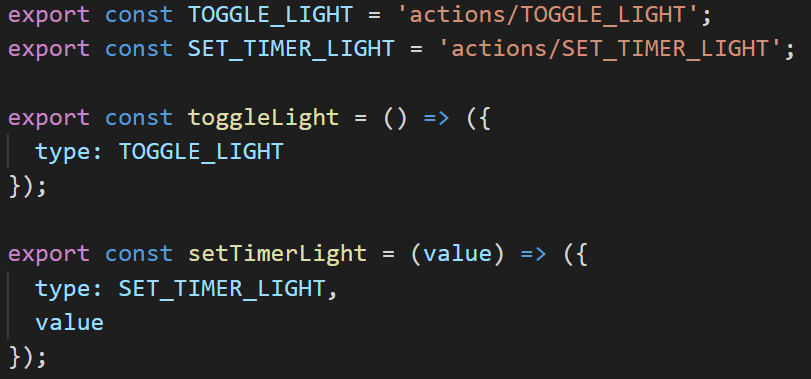 export const TOGGLE_LIGHT = 'actions/TOGGLE_LIGHT';
export const SET_TIMER_LIGHT = 'actions/SET_TIMER_LIGHT';

export const toggleLight = () => ({
  type: TOGGLE_LIGHT
});

export const setTimerLight = (value) => ({
  type: SET_TIMER_LIGHT,
  value
});